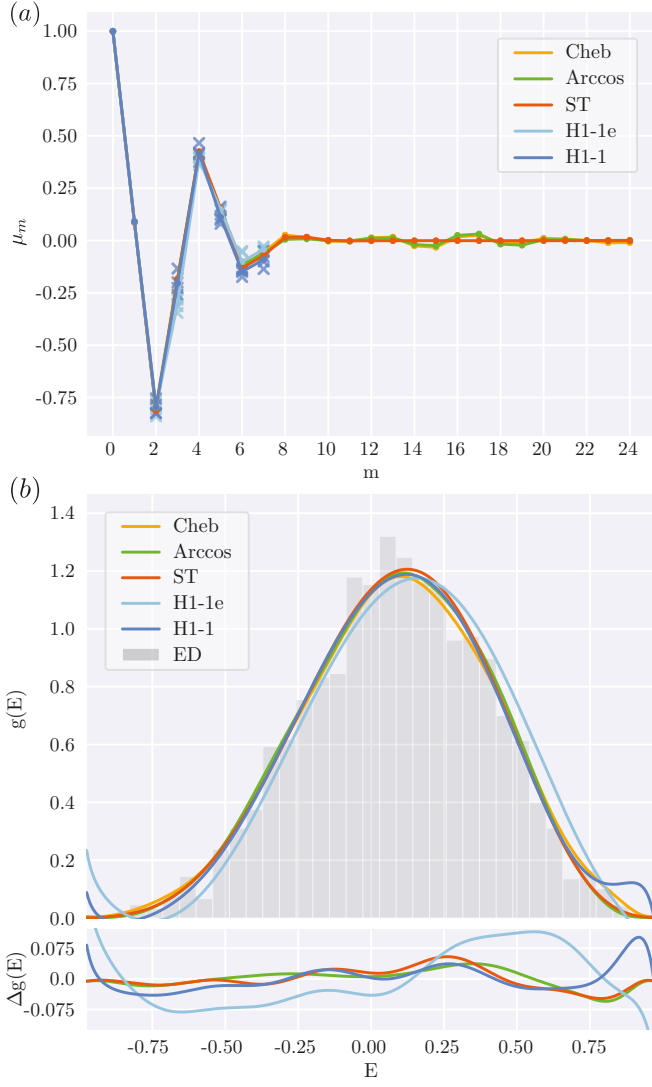 (a)
1.00
0.75
0.50
0.25
0.00
-0.25
-0.50
-0.75
μm
Cheb
Arccos
ST
H1-1e
H1-1
0 2 4 6 8 10 12 14 16 18 20 22 24
m
(b)
1.4
1.2
1.0
0.8
0.6
0.4
0.2
0.0
g(E)
Cheb
Arccos
ST
H1-1e
H1-1
ED
0.075
0.0
-0.075
Δg(E)
-0.75 -0.50 -0.25 0.00 0.25 0.50 0.75
E